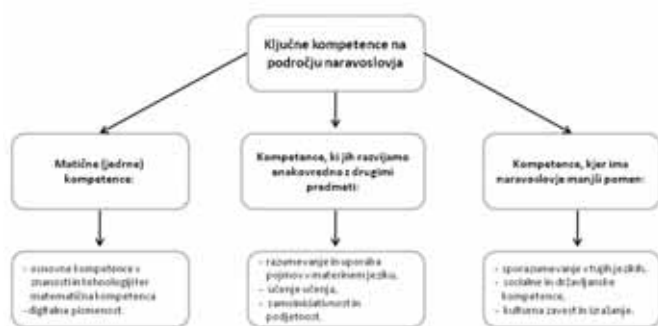 Ključne kompetence na
področju naravoslovja
Matične (jedrne)
kompetence:
Kompetence, ki jih razvijamo
enakovredno z drugimi
predmeti:
Kompetence, kjer ima
naravoslovje manjši pomen:
- osnovne kompetence v
znanosti in tehnologiji ter
matematična kompetenca
- digitalna pismenost.
- razumevanje in uporaba
pojmov v maternem jeziku,
- učenje učenja,
- samoiniciativnost in
podjetnost.
- sporazumevanje v tujih jezikih,
- socialne in državljanske
kompetence,
- kulturna zavest in izražanje.